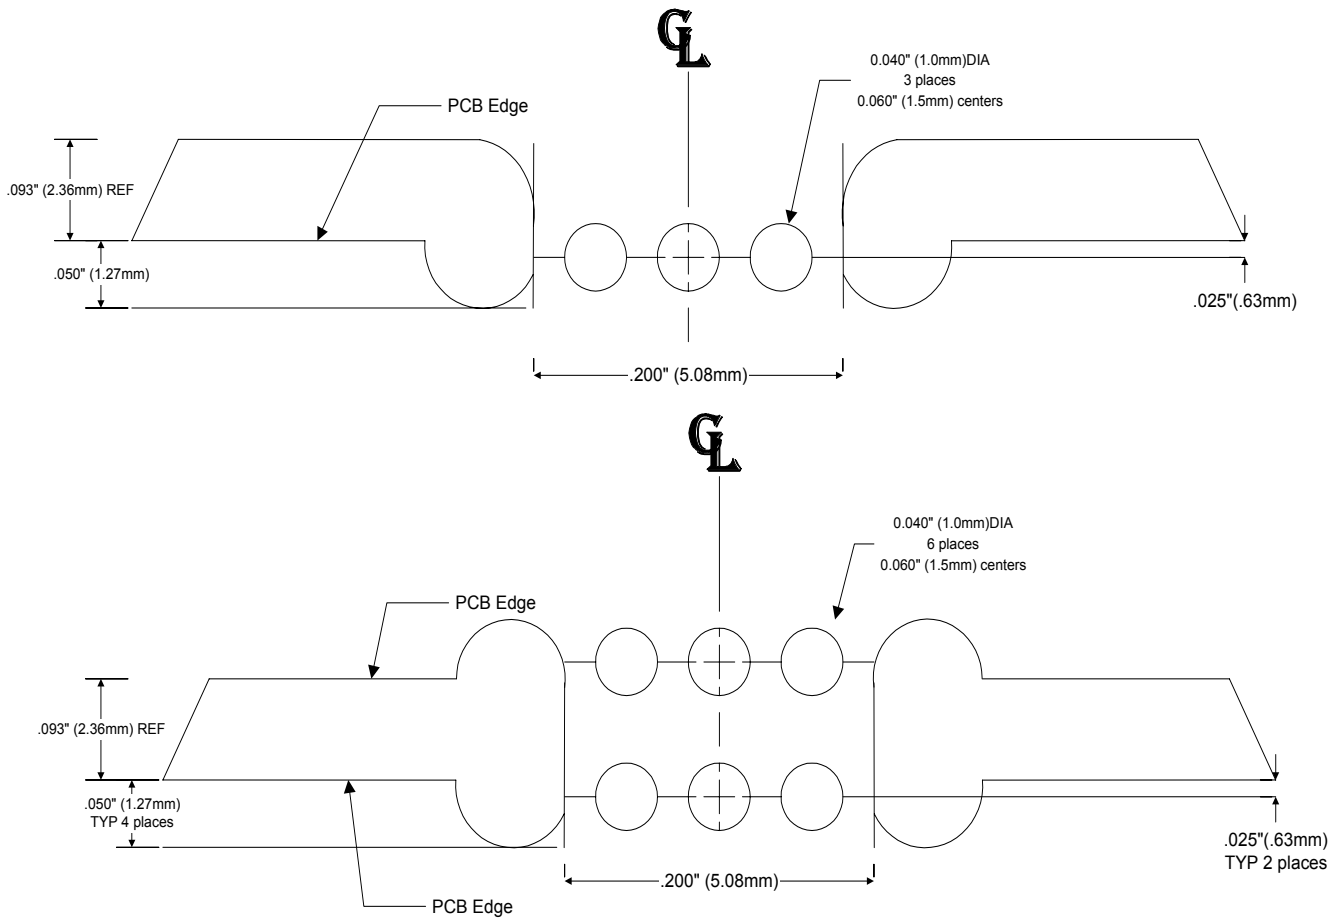 CL
0.040" (1.0mm)DIA
3 places
0.060" (1.5mm) centers
PCB Edge
.093" (2.36mm) REF
.050" (1.27mm)
.025"(.63mm)
.200" (5.08mm)
CL
0.040" (1.0mm)DIA
6 places
0.060" (1.5mm) centers
PCB Edge
.093" (2.36mm) REF
.050" (1.27mm)
TYP 4 places
.025"(.63mm)
TYP 2 places
.200" (5.08mm)
PCB Edge